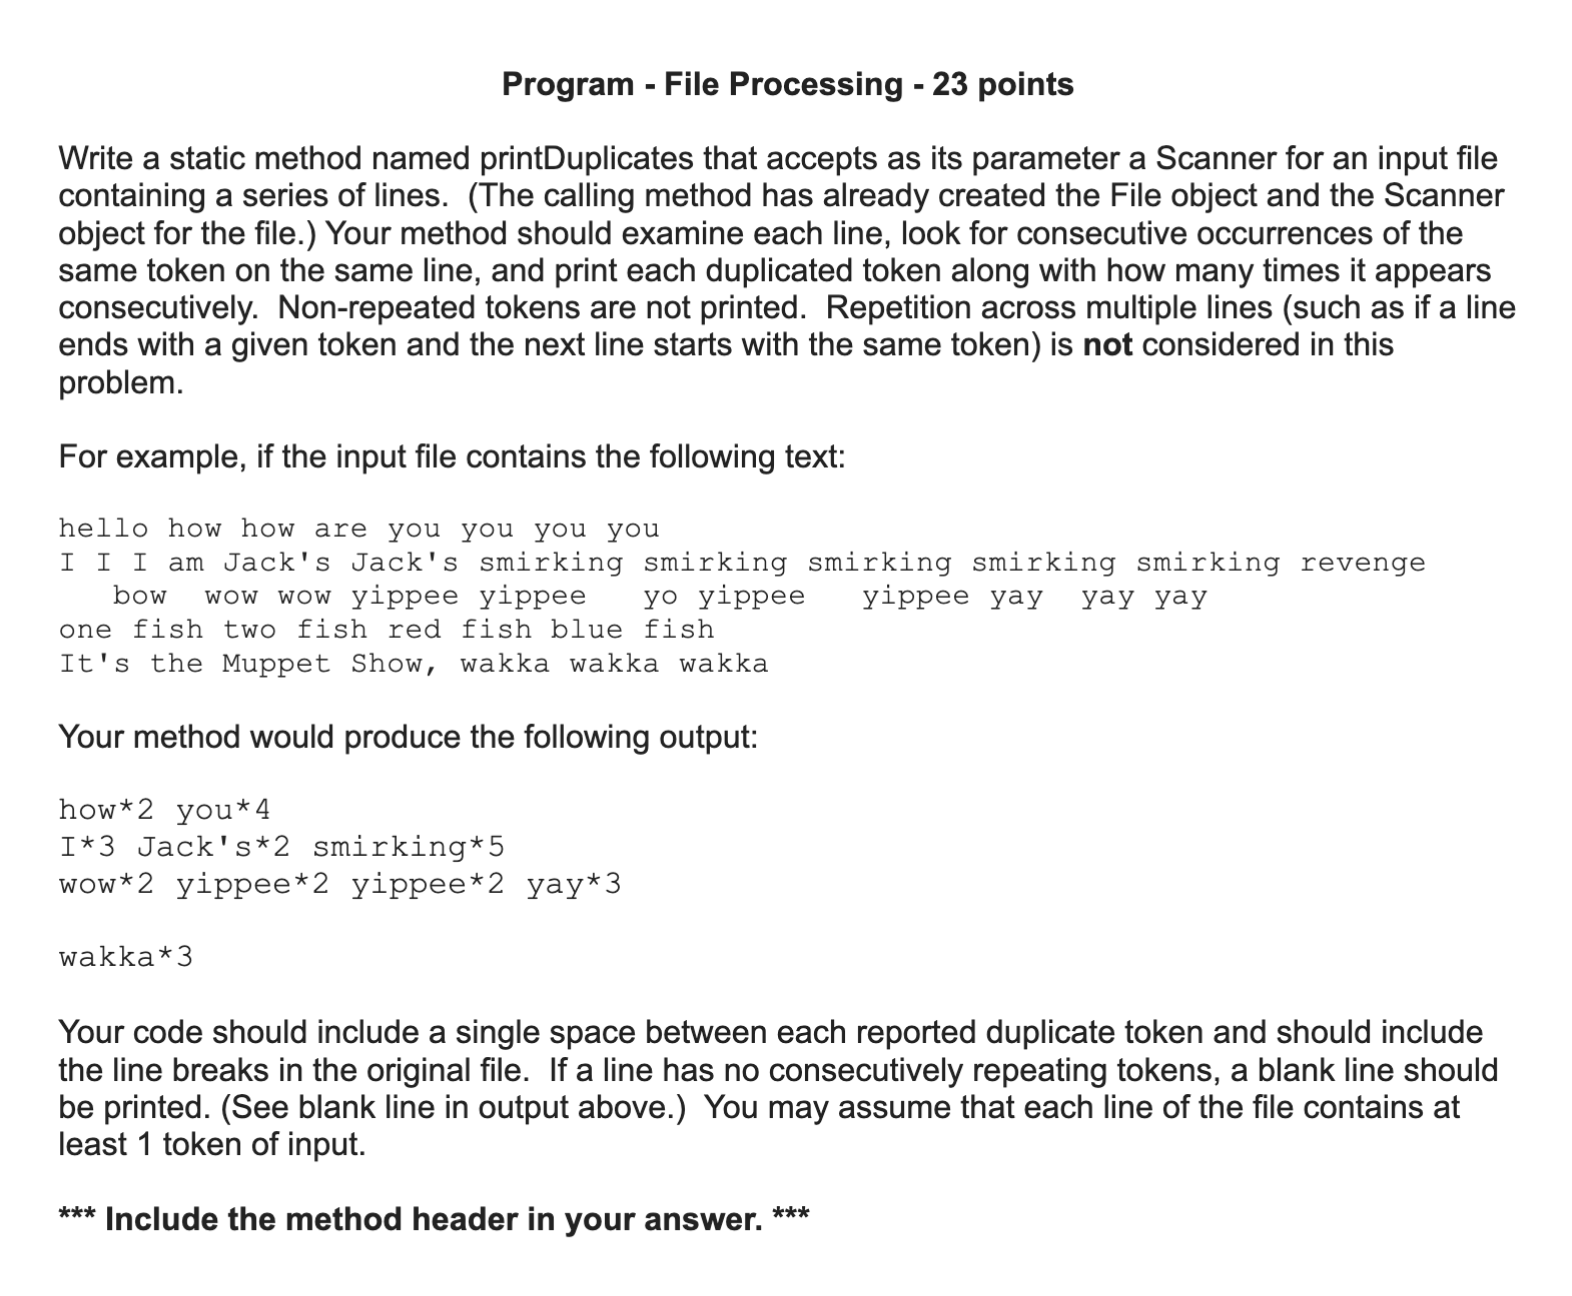 Program - File Processing - 23 points
Write a static method named printDuplicates that accepts as its parameter a Scanner for an input file
containing a series of lines.  (The calling method has already created the File object and the Scanner
object for the file.) Your method should examine each line, look for consecutive occurrences of the
same token on the same line, and print each duplicated token along with how many times it appears
consecutively.  Non-repeated tokens are not printed.  Repetition across multiple lines (such as if a line
ends with a given token and the next line starts with the same token) is not considered in this
problem.
For example, if the input file contains the following text:
hello how how are you you you you
I I I am Jack's Jack's smirking smirking smirking smirking smirking revenge
   bow  wow wow yippee yippee   yo yippee   yippee yay  yay yay
one fish two fish red fish blue fish
It's the Muppet Show, wakka wakka wakka
Your method would produce the following output:
how*2 you*4
I*3 Jack's*2 smirking*5
wow*2 yippee*2 yippee*2 yay*3
wakka*3
Your code should include a single space between each reported duplicate token and should include
the line breaks in the original file.  If a line has no consecutively repeating tokens, a blank line should
be printed. (See blank line in output above.)  You may assume that each line of the file contains at
least 1 token of input.
*** Include the method header in your answer. ***